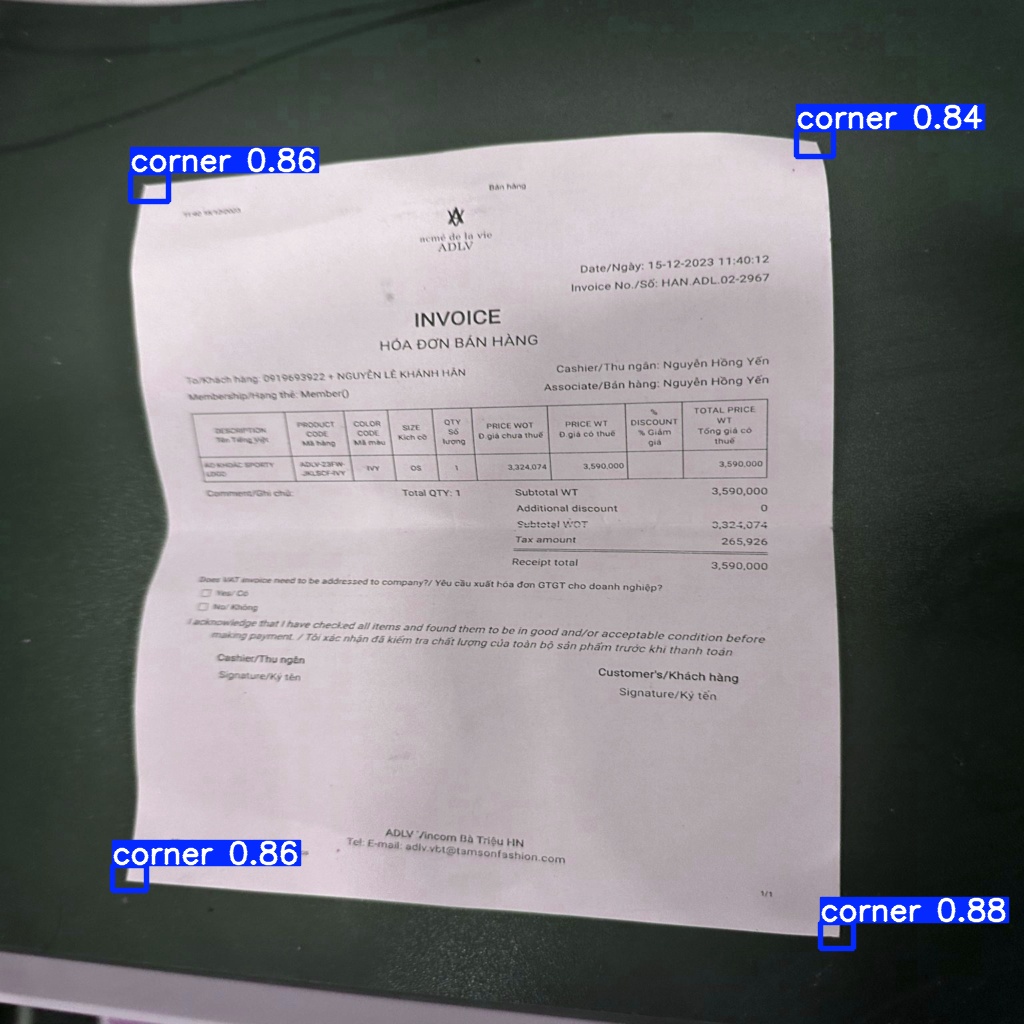 corner 0.84
corner 0.86
Bán hàng
acmé de la vie
ADLV
Date/Ngày: 15-12-2023 11:40:12
Invoice No./Số: HAN.ADL.02-2967
INVOICE
HÓA ĐƠN BÁN HÀNG
To/Khách hàng: 0919693922 + NGUYỄN LÊ KHÁNH HÂN
Cashier/Thu ngân: Nguyễn Hồng Yến
Membership/Hạng thẻ: Member()
Associate/Bán hàng: Nguyễn Hồng Yến
DESCRIPTION Tên Tiếng Việt PRODUCT CODE Mã hàng COLOR CODE Mã màu SIZE Kích cỡ QTY Số lượng PRICE WOT Đ.giá chưa thuế PRICE WT Đ.giá có thuế % DISCOUNT % Giảm giá TOTAL PRICE WT Tổng giá có thuế
ÁO KHOÁC SPORTY LOGO ADLV-23FW-JKLSCF-IVY IVY OS 1 3,324,074 3,590,000 3,590,000
Comment/Ghi chú: Total QTY: 1 Subtotal WT 3,590,000
Additional discount 0
Subtotal WOT 3,324,074
Tax amount 265,926
Receipt total 3,590,000
Does VAT invoice need to be addressed to company?/ Yêu cầu xuất hóa đơn GTGT cho doanh nghiệp?
Yes/ Có
No/ Không
I acknowledge that I have checked all items and found them to be in good and/or acceptable condition before
making payment. / Tôi xác nhận đã kiểm tra chất lượng của toàn bộ sản phẩm trước khi thanh toán
Cashier/Thu ngân
Signature/Ký tên
Customer's/Khách hàng
Signature/Ký tên
ADLV Vincom Bà Triệu HN
Tel: E-mail: adlv.vbt@tamsonfashion.com
corner 0.86
1/1
corner 0.88